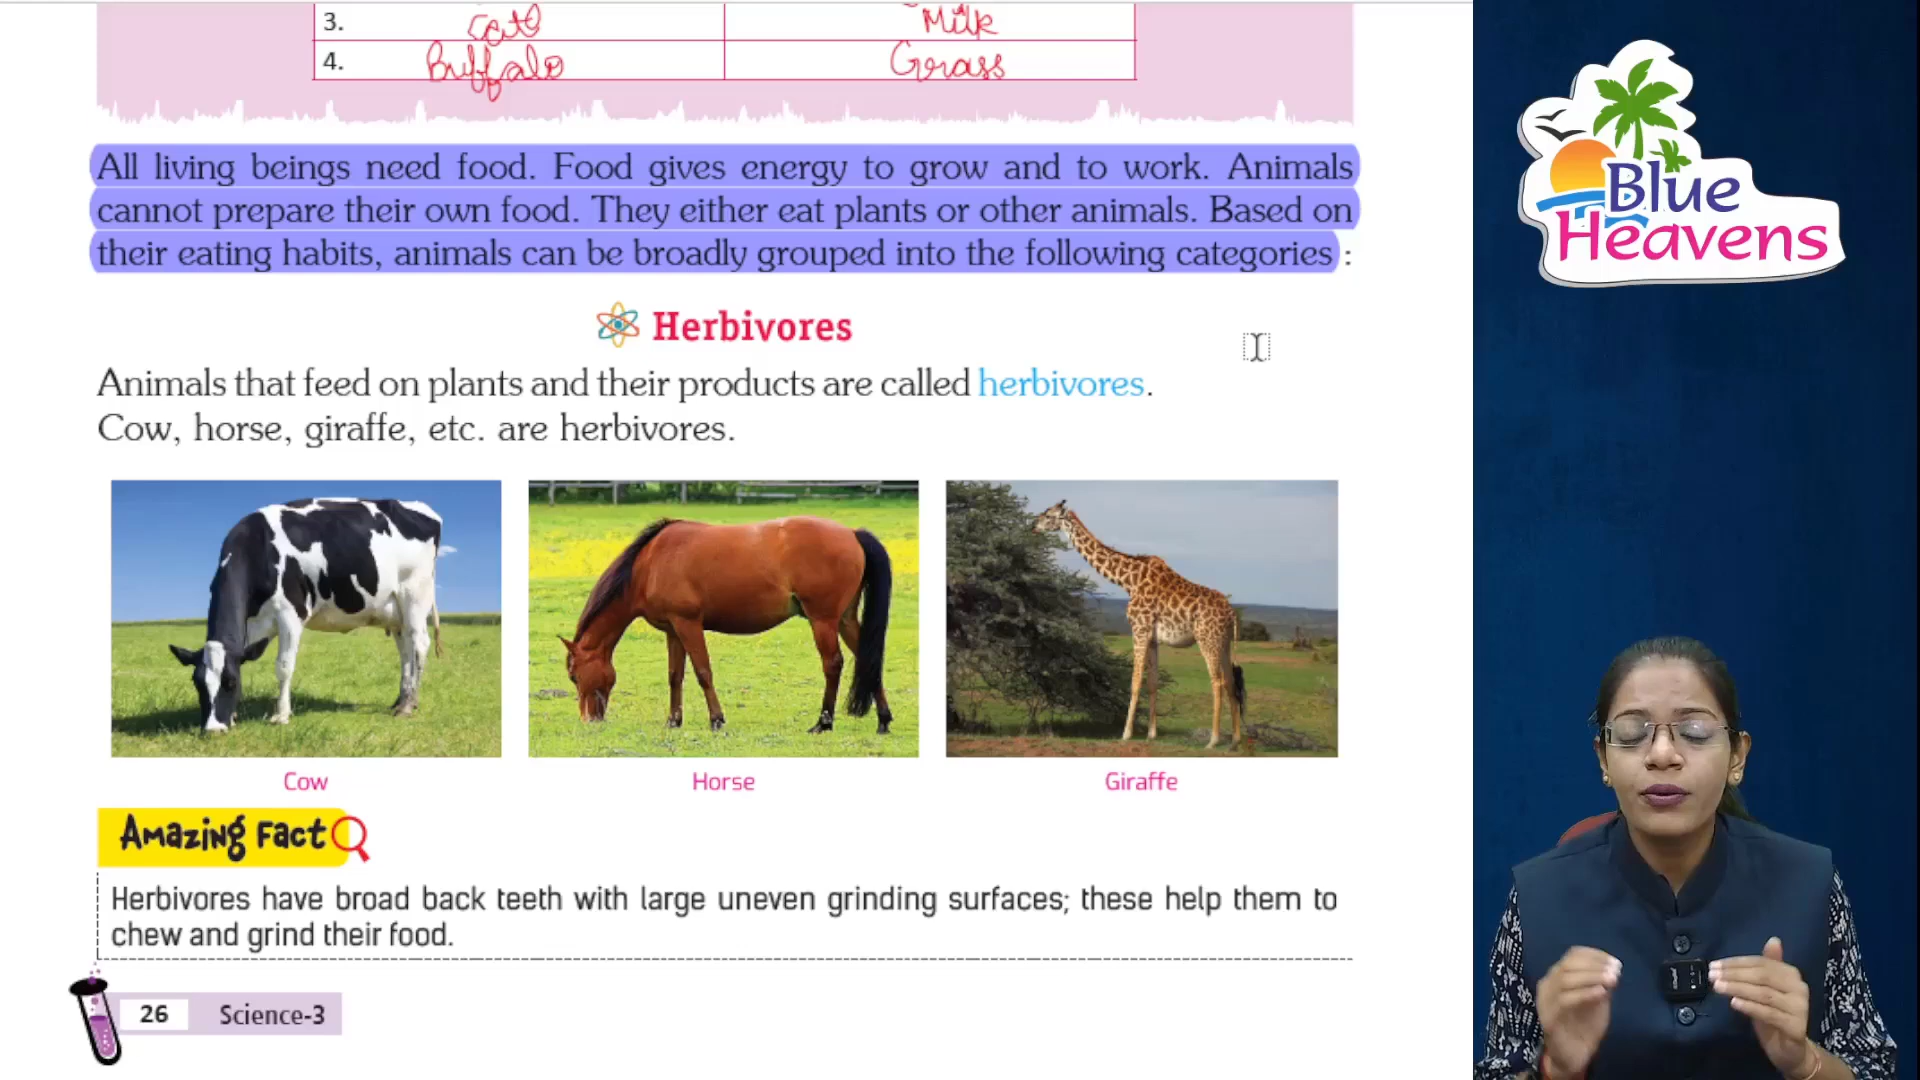 3. Cat Milk
4. Buffalo Grass
All living beings need food. Food gives energy to grow and to work. Animals
cannot prepare their own food. They either eat plants or other animals. Based on
their eating habits, animals can be broadly grouped into the following categories :
Herbivores
Animals that feed on plants and their products are called herbivores.
Cow, horse, giraffe, etc. are herbivores.
Cow
Horse
Giraffe
Amazing Fact
Herbivores have broad back teeth with large uneven grinding surfaces; these help them to
chew and grind their food.
26 Science-3
Blue
Heavens